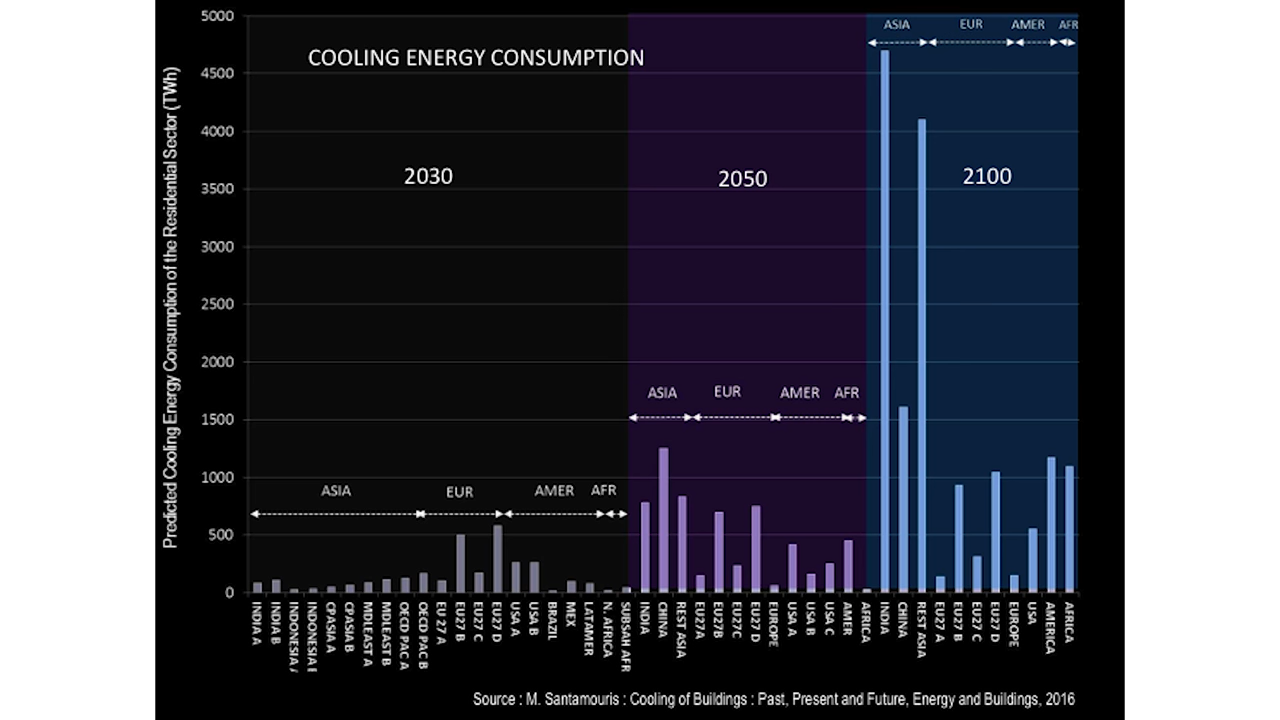 COOLING ENERGY CONSUMPTION
Predicted Cooling Energy Consumption of the Residential Sector (TWh)
5000
4500
4000
3500
3000
2500
2000
1500
1000
500
0
2030
2050
2100
ASIA EUR AMER AFR
ASIA EUR AMER AFR
ASIA EUR AMER AFR
INDIA A
INDIA B
INDONESIA
INDONESIA
CPASIA A
CPASIA B
MDLEAST A
MDLEAST B
OECD PAC A
OECD PAC B
EU 27 A
EU27 B
EU27 C
EU27 D
USA A
USA B
BRAZIL
MEX
LATAMER
N. AFRICA
SUBSAH AFR
INDIA
CHINA
REST ASIA
EU27A
EU27B
EU27C
EU27 D
EUROPE
USA A
USA B
USA C
AMER
AFRICA
INDIA
CHINA
REST ASIA
EU27 A
EU27 B
EU27 C
EU27 D
EUROPE
USA
AMERICA
AFRICA
Source : M. Santamouris : Cooling of Buildings : Past, Present and Future, Energy and Buildings, 2016